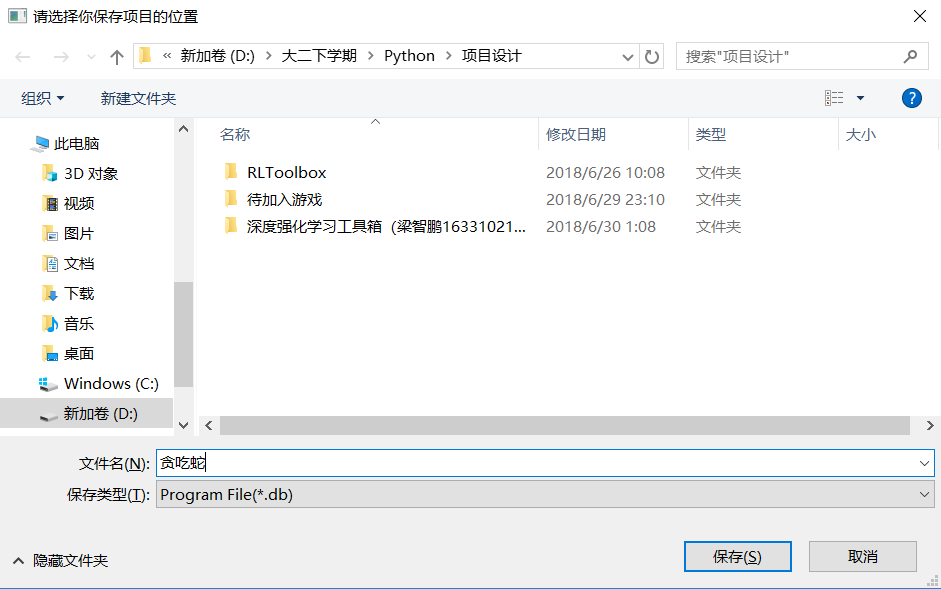 请选择你保存项目的位置
« 新加卷 (D:) › 大二下学期 › Python › 项目设计
搜索"项目设计"
组织 新建文件夹
名称 修改日期 类型 大小
此电脑
3D 对象
视频
图片
文档
下载
音乐
桌面
Windows (C:)
新加卷 (D:)
RLToolbox 2018/6/26 10:08 文件夹
待加入游戏 2018/6/29 23:10 文件夹
深度强化学习工具箱（梁智鹏16331021... 2018/6/30 1:08 文件夹
文件名(N): 贪吃蛇
保存类型(T): Program File(*.db)
隐藏文件夹
保存(S) 取消